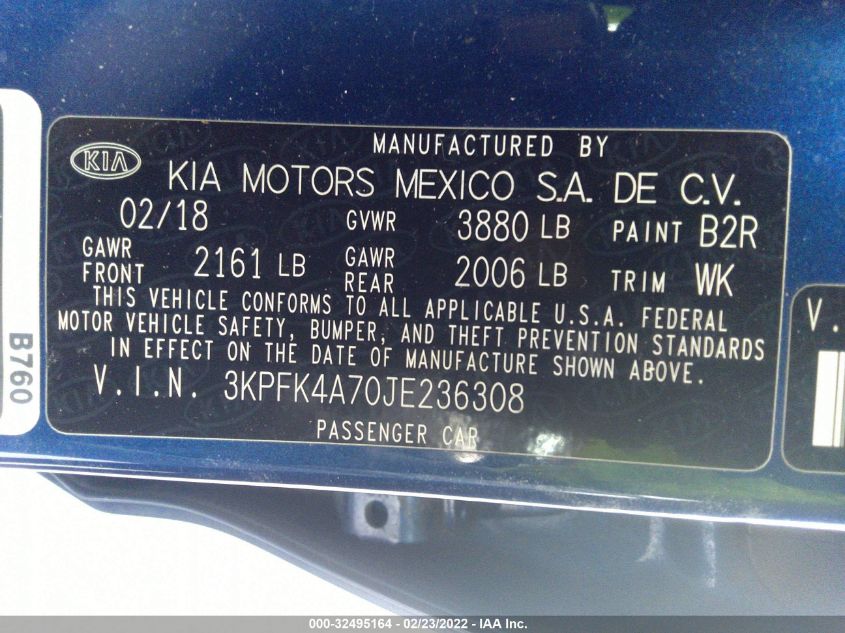 MANUFACTURED BY
KIA KIA MOTORS MEXICO S.A. DE C.V.
02/18 GVWR 3880 LB PAINT B2R
GAWR FRONT 2161 LB GAWR REAR 2006 LB TRIM WK
THIS VEHICLE CONFORMS TO ALL APPLICABLE U.S.A. FEDERAL
MOTOR VEHICLE SAFETY, BUMPER, AND THEFT PREVENTION STANDARDS
IN EFFECT ON THE DATE OF MANUFACTURE SHOWN ABOVE.
V.I.N. 3KPFK4A70JE236308
PASSENGER CAR
B760
V.
000-32495164 - 02/23/2022 - IAA Inc.